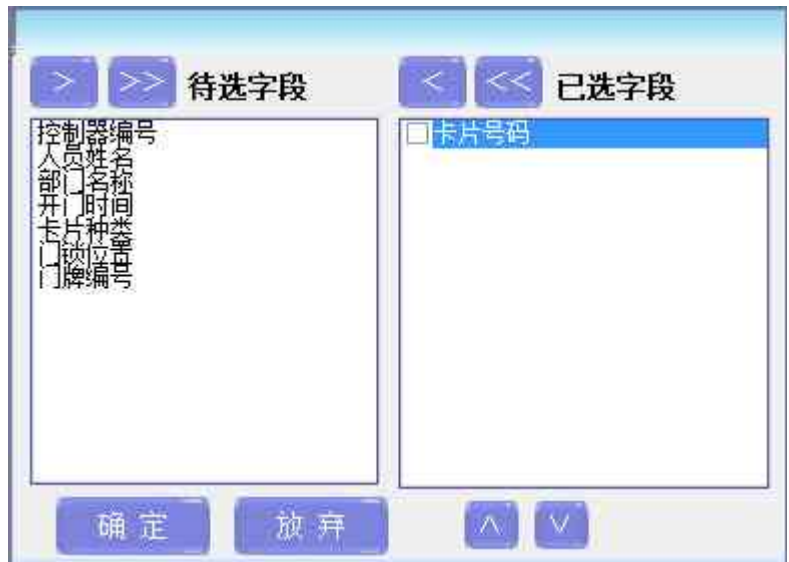 > >> 待选字段 < << 已选字段
控制器编号
人员姓名
部门名称
开门时间
卡片种类
门锁位置
门牌编号
卡片号码
确定 放弃 ∧ ∨